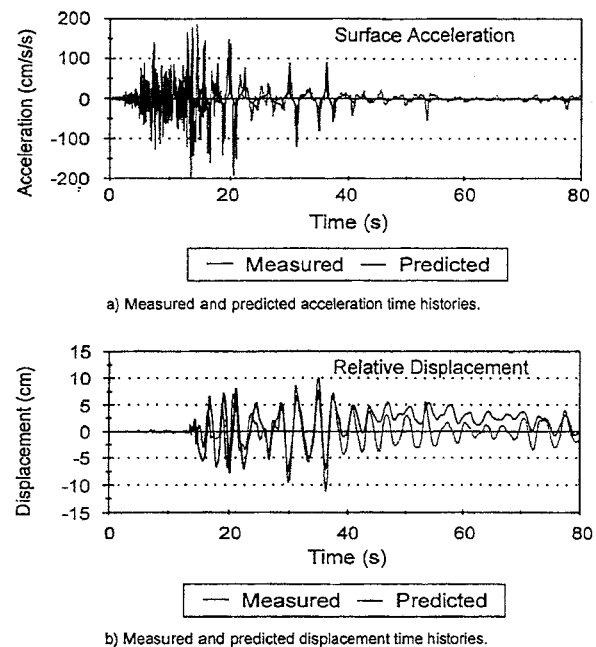 200
100
0
-100
-200
Acceleration (cm/s/s)
Surface Acceleration
0 20 40 60 80
Time (s)
Measured Predicted
a) Measured and predicted acceleration time histories.
15
10
5
0
-5
-10
-15
Displacement (cm)
Relative Displacement
0 20 40 60 80
Time (s)
Measured Predicted
b) Measured and predicted displacement time histories.